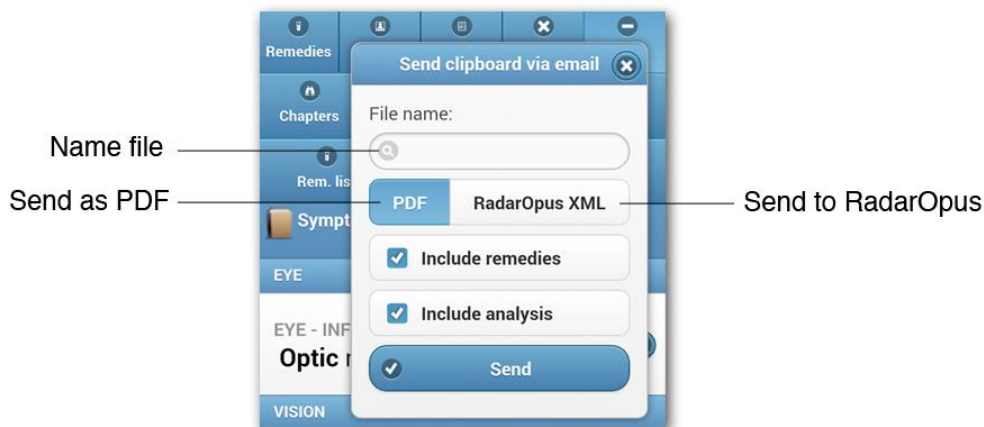 Remedies
Send clipboard via email
Chapters
File name:
Name file
Rem. lis
Send as PDF
PDF
RadarOpus XML
Send to RadarOpus
Sympt
Include remedies
EYE
Include analysis
EYE - INF
Optic
Send
VISION